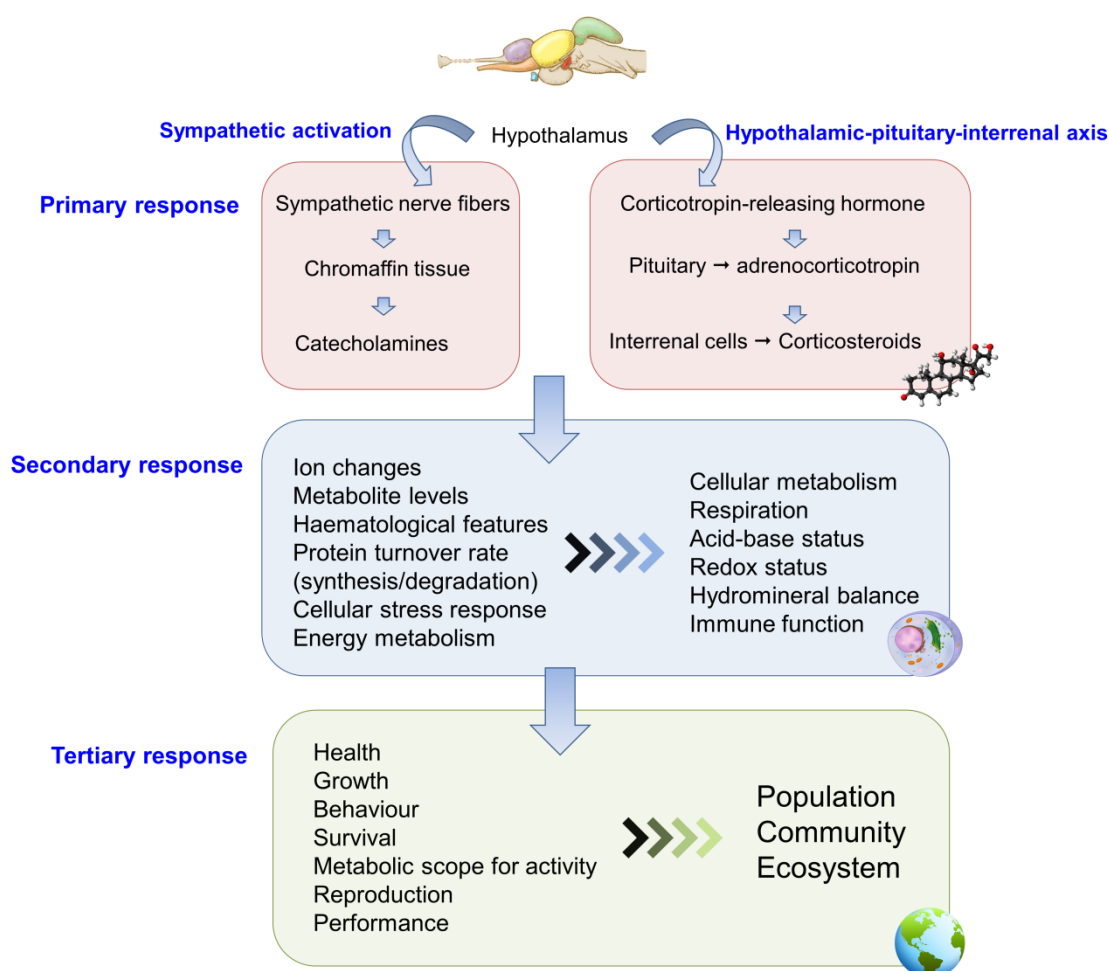 Sympathetic activation
Hypothalamus
Hypothalamic-pituitary-interrenal axis
Primary response
Sympathetic nerve fibers
Chromaffin tissue
Catecholamines
Corticotropin-releasing hormone
Pituitary → adrenocorticotropin
Interrenal cells → Corticosteroids
Secondary response
Ion changes
Metabolite levels
Haematological features
Protein turnover rate
(synthesis/degradation)
Cellular stress response
Energy metabolism
Cellular metabolism
Respiration
Acid-base status
Redox status
Hydromineral balance
Immune function
Tertiary response
Health
Growth
Behaviour
Survival
Metabolic scope for activity
Reproduction
Performance
Population
Community
Ecosystem